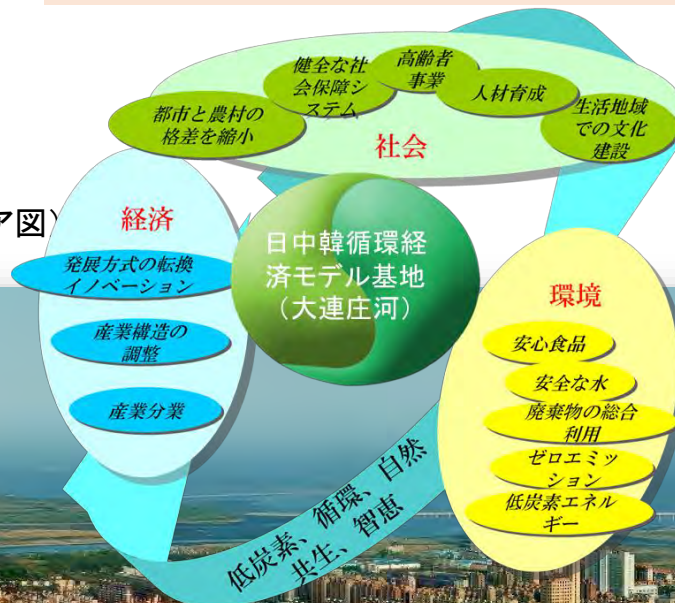 健全な社
会保障シ
ステム
高齢者
事業
人材育成
都市と農村の
格差を縮小
生活地域
での文化
建設
社会
ア図)
経済
発展方式の転換
イノベーション
産業構造の
調整
産業分業
日中韓循環経
済モデル基地
(大連庄河)
環境
安心食品
安全な水
廃棄物の総合
利用
ゼロエミッ
ション
低炭素エネル
ギー
低炭素、循環、自然
共生、智恵